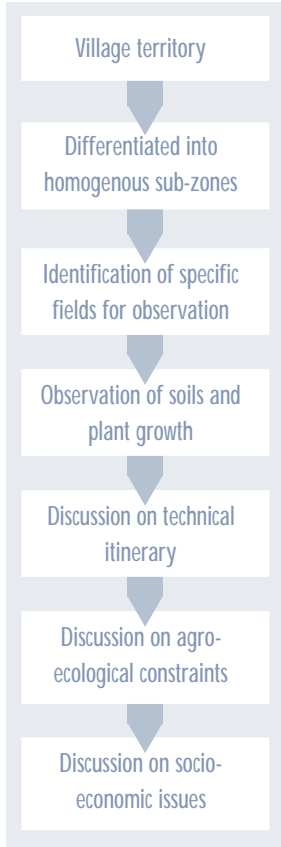 Village territory
Differentiated into
homogenous sub-zones
Identification of specific
fields for observation
Observation of soils and
plant growth
Discussion on technical
itinerary
Discussion on agro-
ecological constraints
Discussion on socio-
economic issues